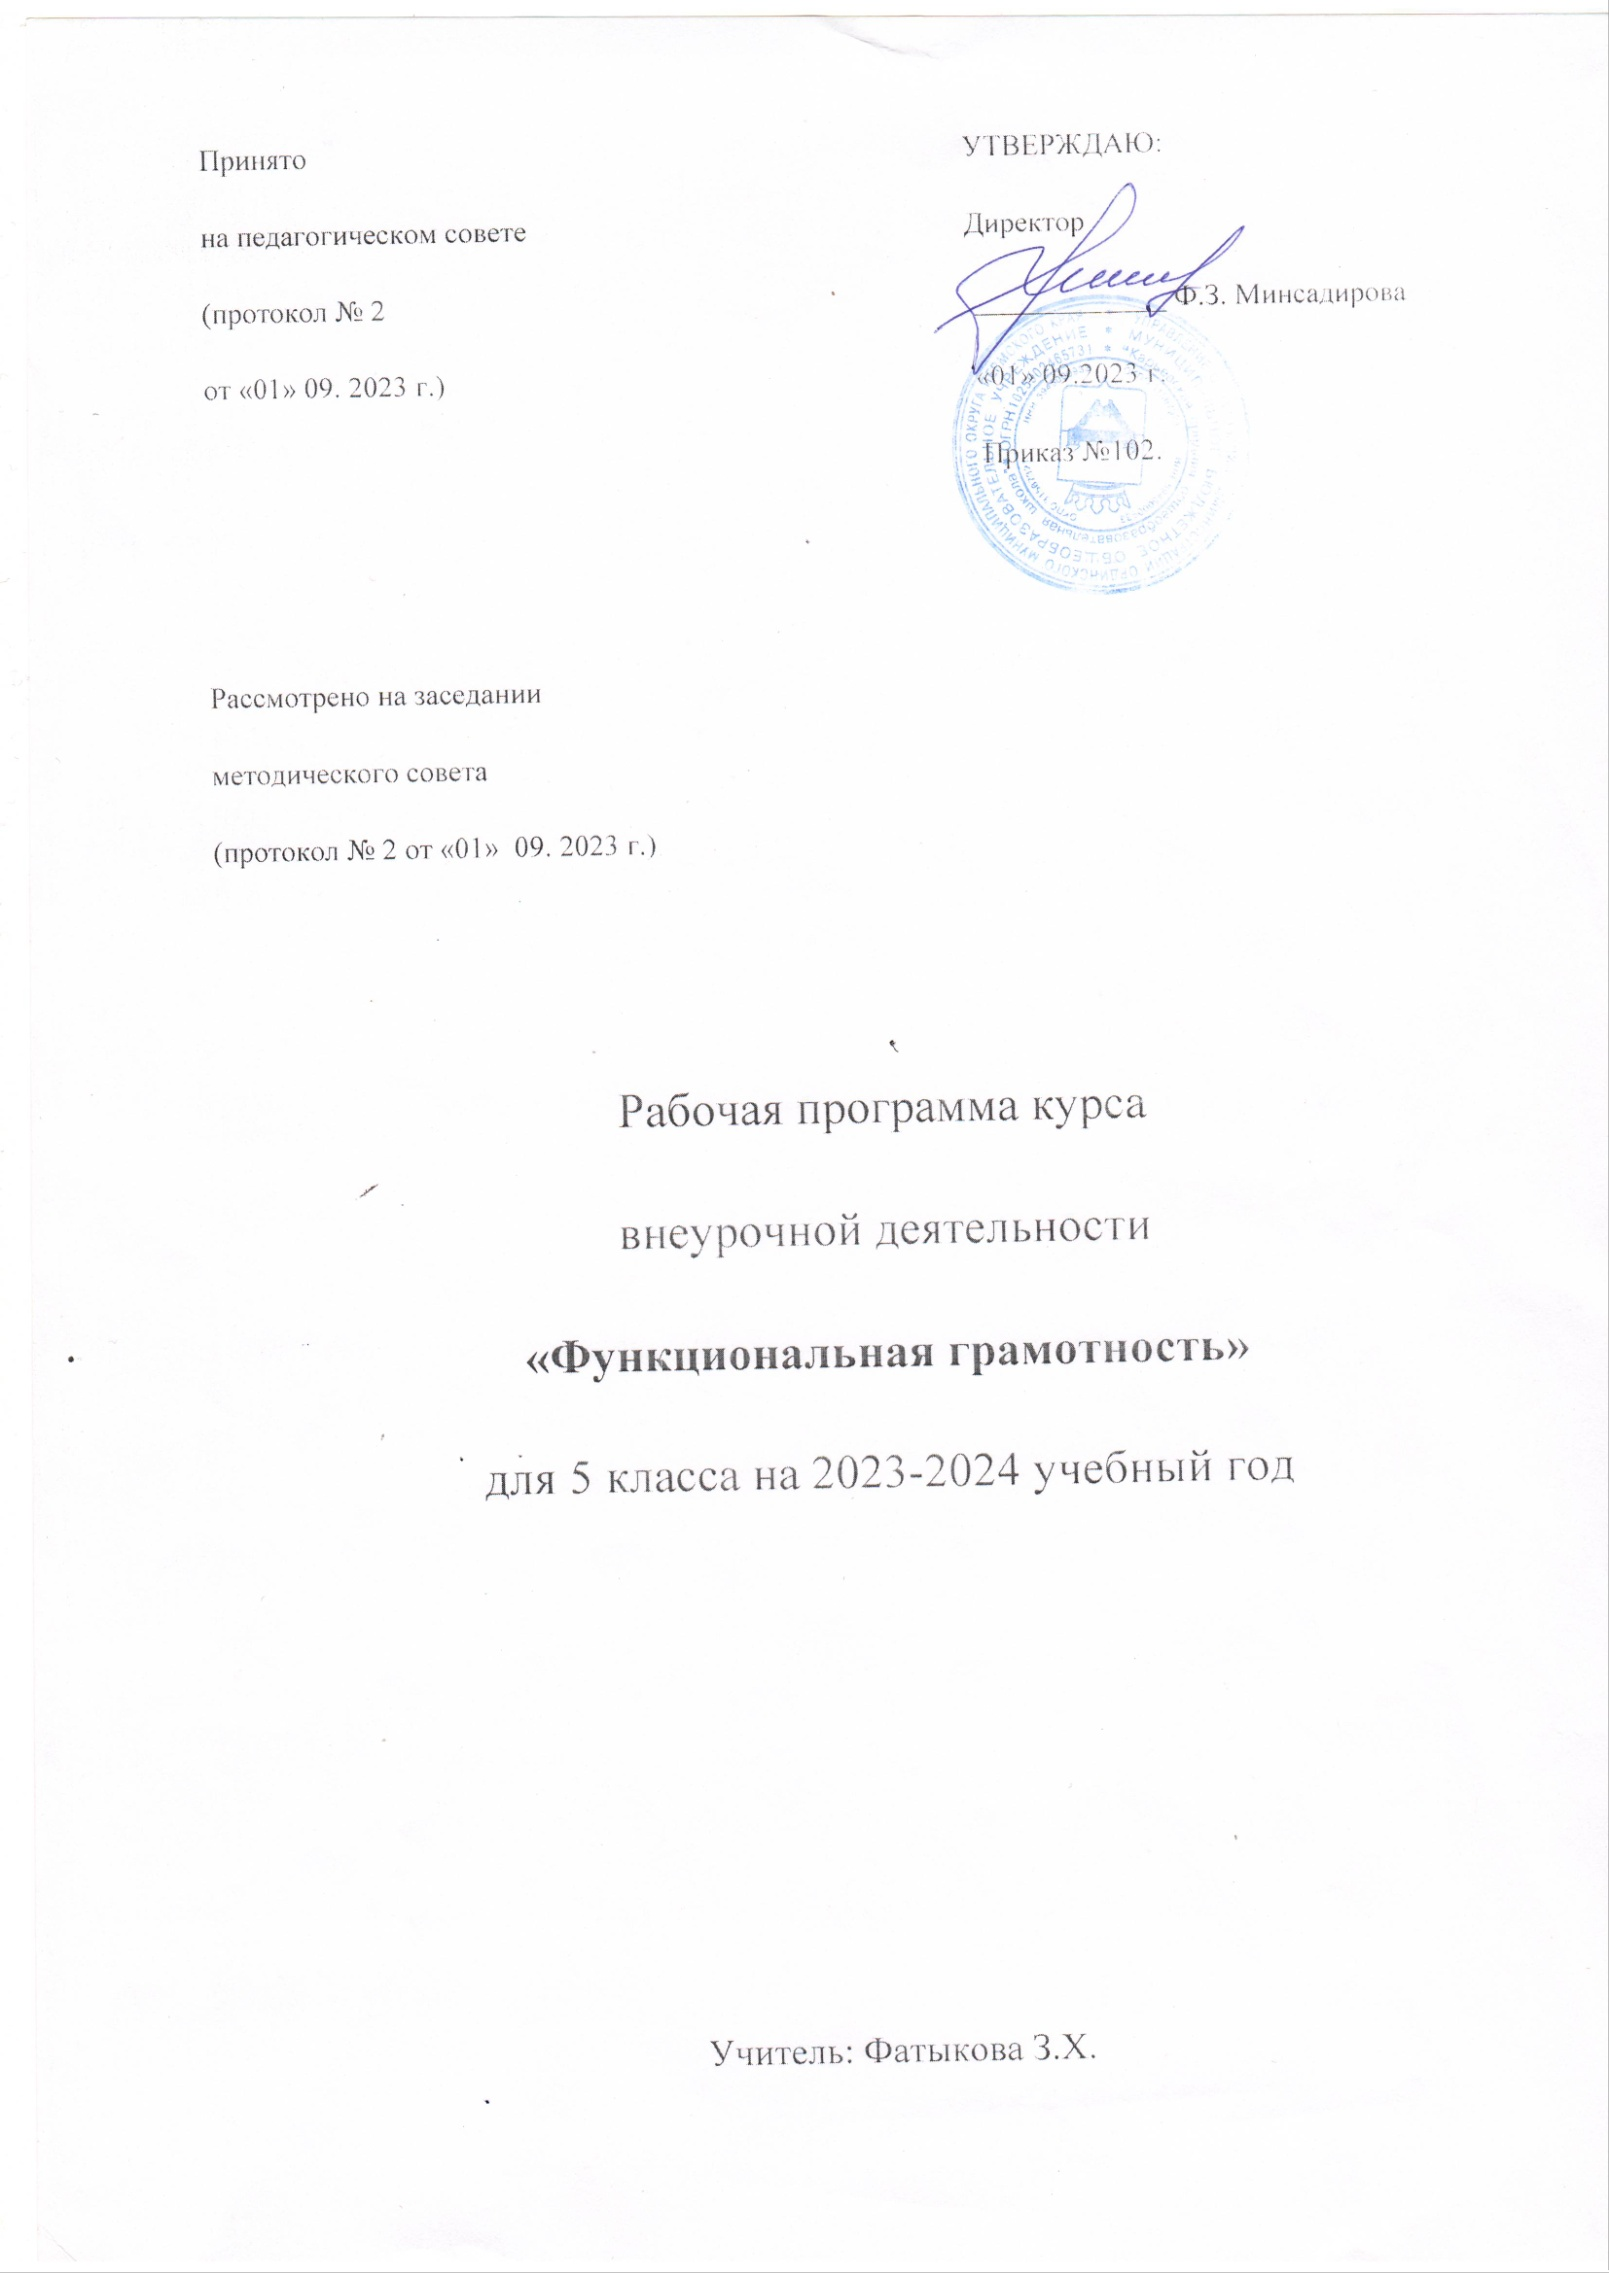 Принято
на педагогическом совете
(протокол № 2
от «01» 09. 2023 г.)
УТВЕРЖДАЮ:
Директор
Ф.З. Минсадирова
«01» 09.2023 г.
Приказ №102.
Рассмотрено на заседании
методического совета
(протокол № 2 от «01» 09. 2023 г.)
Рабочая программа курса
внеурочной деятельности
«Функциональная грамотность»
для 5 класса на 2023-2024 учебный год
Учитель: Фатыкова З.Х.